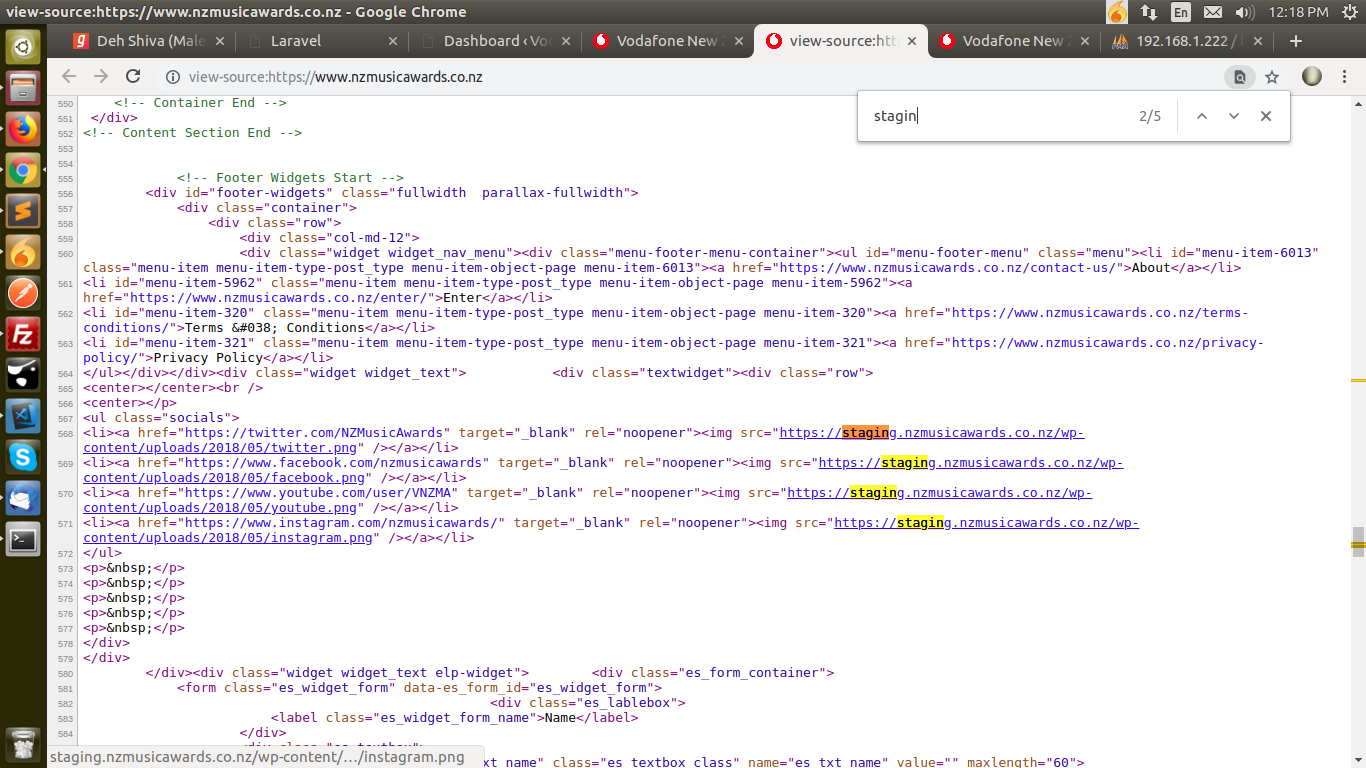 view-source:https://www.nzmusicawards.co.nz - Google Chrome
En
12:18 PM
Deh Shiva (Male
Laravel
Dashboard ‹ Vo
Vodafone New Z
view-source:htt
Vodafone New Z
192.168.1.222 / l
view-source:https://www.nzmusicawards.co.nz
stagin
2/5
550 <!-- Container End -->
551 </div>
552 <!-- Content Section End -->
553
554
555 <!-- Footer Widgets Start -->
556 <div id="footer-widgets" class="fullwidth  parallax-fullwidth">
557 <div class="container">
558 <div class="row">
559 <div class="col-md-12">
560 <div class="widget widget_nav_menu"><div class="menu-footer-menu-container"><ul id="menu-footer-menu" class="menu"><li id="menu-item-6013"
class="menu-item menu-item-type-post_type menu-item-object-page menu-item-6013"><a href="https://www.nzmusicawards.co.nz/contact-us/">About</a></li>
561 <li id="menu-item-5962" class="menu-item menu-item-type-post_type menu-item-object-page menu-item-5962"><a
href="https://www.nzmusicawards.co.nz/enter/">Enter</a></li>
562 <li id="menu-item-320" class="menu-item menu-item-type-post_type menu-item-object-page menu-item-320"><a href="https://www.nzmusicawards.co.nz/terms-
conditions/">Terms &#038; Conditions</a></li>
563 <li id="menu-item-321" class="menu-item menu-item-type-post_type menu-item-object-page menu-item-321"><a href="https://www.nzmusicawards.co.nz/privacy-
policy/">Privacy Policy</a></li>
564 </ul></div></div><div class="widget widget_text"> <div class="textwidget"><div class="row">
565 <center></center><br />
566 <center></p>
567 <ul class="socials">
568 <li><a href="https://twitter.com/NZMusicAwards" target="_blank" rel="noopener"><img src="https://staging.nzmusicawards.co.nz/wp-
content/uploads/2018/05/twitter.png" /></a></li>
569 <li><a href="https://www.facebook.com/nzmusicawards" target="_blank" rel="noopener"><img src="https://staging.nzmusicawards.co.nz/wp-
content/uploads/2018/05/facebook.png" /></a></li>
570 <li><a href="https://www.youtube.com/user/VNZMA" target="_blank" rel="noopener"><img src="https://staging.nzmusicawards.co.nz/wp-
content/uploads/2018/05/youtube.png" /></a></li>
571 <li><a href="https://www.instagram.com/nzmusicawards/" target="_blank" rel="noopener"><img src="https://staging.nzmusicawards.co.nz/wp-
content/uploads/2018/05/instagram.png" /></a></li>
572 </ul>
573 <p>&nbsp;</p>
574 <p>&nbsp;</p>
575 <p>&nbsp;</p>
576 <p>&nbsp;</p>
577 <p>&nbsp;</p>
578 </div>
579 </div>
580 </div><div class="widget widget_text elp-widget"> <div class="es_form_container">
581 <form class="es_widget_form" data-es_form_id="es_widget_form">
582 <div class="es_lablebox">
583 <label class="es_widget_form_name">Name</label>
584 </div>
staging.nzmusicawards.co.nz/wp-content/…/instagram.png
xt_name" class="es_textbox_class" name="es_txt_name" value="" maxlength="60">